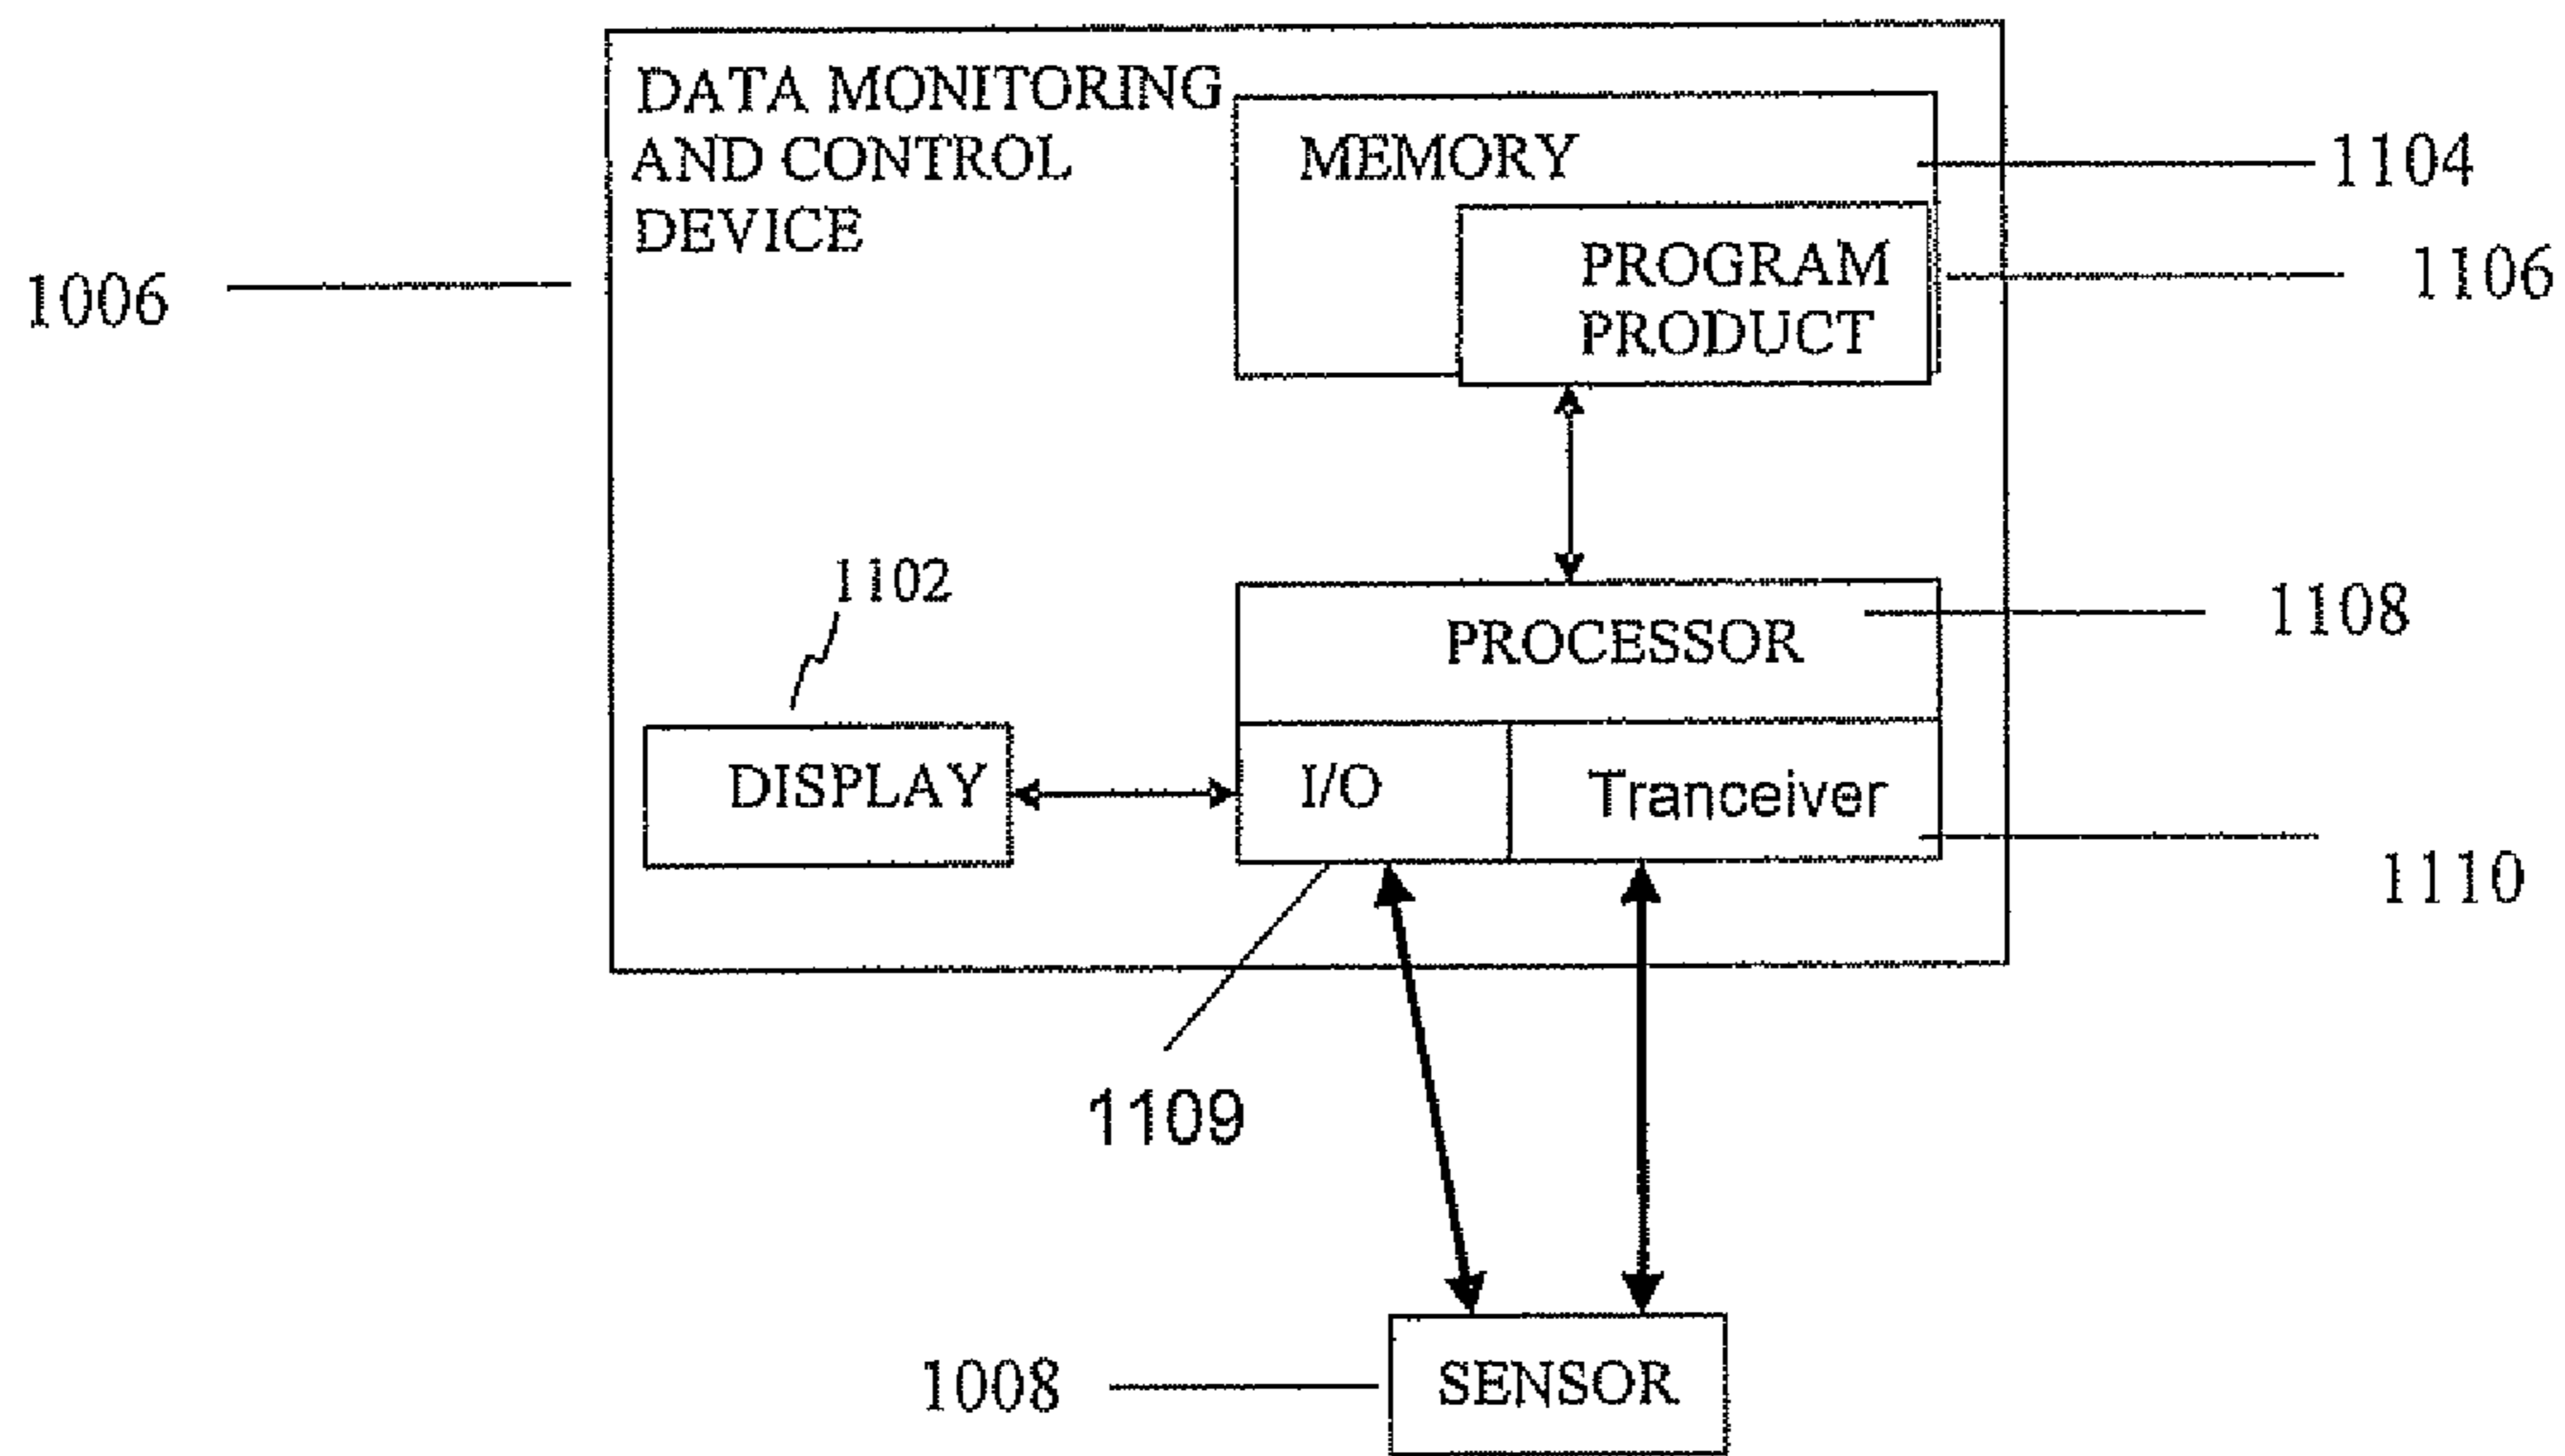 DATA MONITORING
AND CONTROL
DEVICE
MEMORY
1104
PROGRAM
PRODUCT
1106
1006
1102
PROCESSOR
1108
DISPLAY
I/O
Tranceiver
1110
1109
1008
SENSOR